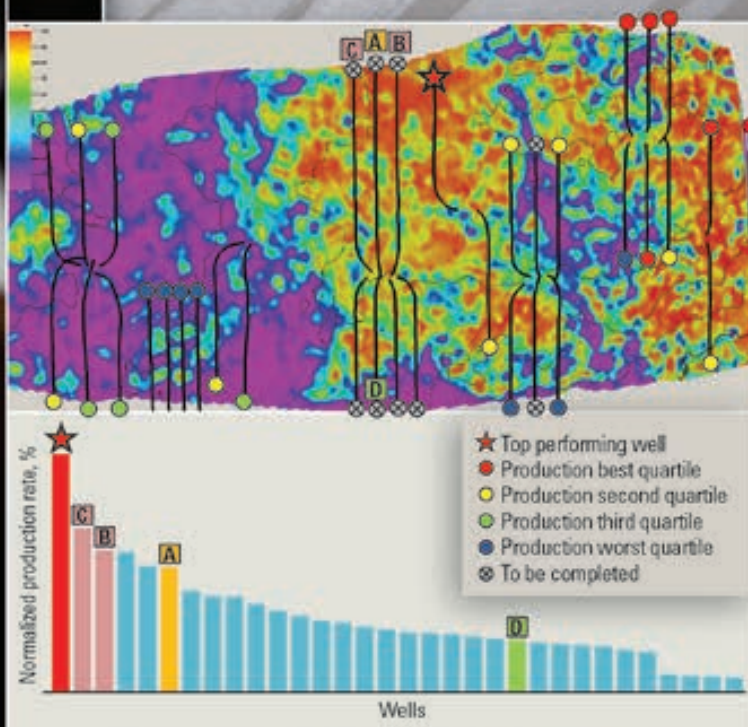 C A B
D
Normalized production rate, %
C
B
A
D
Wells
Top performing well
Production best quartile
Production second quartile
Production third quartile
Production worst quartile
To be completed